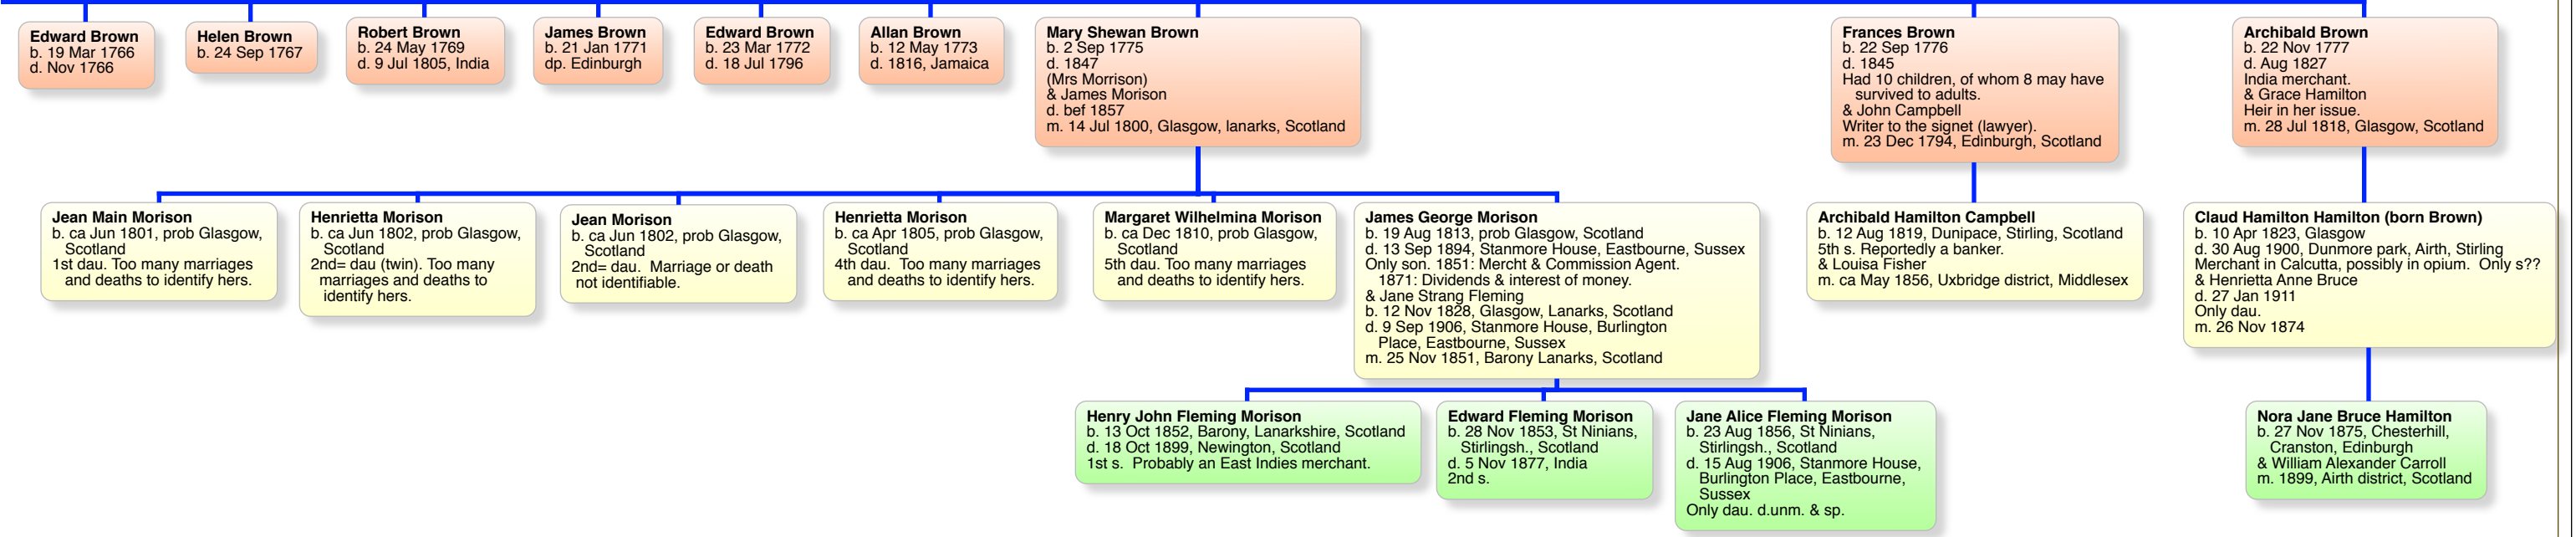 Edward Brown
b. 19 Mar 1766
d. Nov 1766
Helen Brown
b. 24 Sep 1767
Robert Brown
b. 24 May 1769
d. 9 Jul 1805, India
James Brown
b. 21 Jan 1771
dp. Edinburgh
Edward Brown
b. 23 Mar 1772
d. 18 Jul 1796
Allan Brown
b. 12 May 1773
d. 1816, Jamaica
Mary Shewan Brown
b. 2 Sep 1775
d. 1847
(Mrs Morrison)
& James Morison
d. bef 1857
m. 14 Jul 1800, Glasgow, lanarks, Scotland
Frances Brown
b. 22 Sep 1776
d. 1845
Had 10 children, of whom 8 may have
survived to adults.
& John Campbell
Writer to the signet (lawyer).
m. 23 Dec 1794, Edinburgh, Scotland
Archibald Brown
b. 22 Nov 1777
d. Aug 1827
India merchant.
& Grace Hamilton
Heir in her issue.
m. 28 Jul 1818, Glasgow, Scotland
Jean Main Morison
b. ca Jun 1801, prob Glasgow,
Scotland
1st dau. Too many marriages
and deaths to identify hers.
Henrietta Morison
b. ca Jun 1802, prob Glasgow,
Scotland
2nd= dau (twin). Too many
marriages and deaths to
identify hers.
Jean Morison
b. ca Jun 1802, prob Glasgow,
Scotland
2nd= dau. Marriage or death
not identifiable.
Henrietta Morison
b. ca Apr 1805, prob Glasgow,
Scotland
4th dau. Too many marriages
and deaths to identify hers.
Margaret Wilhelmina Morison
b. ca Dec 1810, prob Glasgow,
Scotland
5th dau. Too many marriages
and deaths to identify hers.
James George Morison
b. 19 Aug 1813, prob Glasgow, Scotland
d. 13 Sep 1894, Stanmore House, Eastbourne, Sussex
Only son. 1851: Mercht & Commission Agent.
1871: Dividends & interest of money.
& Jane Strang Fleming
b. 12 Nov 1828, Glasgow, Lanarks, Scotland
d. 9 Sep 1906, Stanmore House, Burlington
Place, Eastbourne, Sussex
m. 25 Nov 1851, Barony Lanarks, Scotland
Archibald Hamilton Campbell
b. 12 Aug 1819, Dunipace, Stirling, Scotland
5th s. Reportedly a banker.
& Louisa Fisher
m. ca May 1856, Uxbridge district, Middlesex
Claud Hamilton Hamilton (born Brown)
b. 10 Apr 1823, Glasgow
d. 30 Aug 1900, Dunmore park, Airth, Stirling
Merchant in Calcutta, possibly in opium. Only s??
& Henrietta Anne Bruce
d. 27 Jan 1911
Only dau.
m. 26 Nov 1874
Henry John Fleming Morison
b. 13 Oct 1852, Barony, Lanarkshire, Scotland
d. 18 Oct 1899, Newington, Scotland
1st s. Probably an East Indies merchant.
Edward Fleming Morison
b. 28 Nov 1853, St Ninians,
Stirlingsh., Scotland
d. 5 Nov 1877, India
2nd s.
Jane Alice Fleming Morison
b. 23 Aug 1856, St Ninians,
Stirlingsh., Scotland
d. 15 Aug 1906, Stanmore House,
Burlington Place, Eastbourne,
Sussex
Only dau. d.unm. & sp.
Nora Jane Bruce Hamilton
b. 27 Nov 1875, Chesterhill,
Cranston, Edinburgh
& William Alexander Carroll
m. 1899, Airth district, Scotland